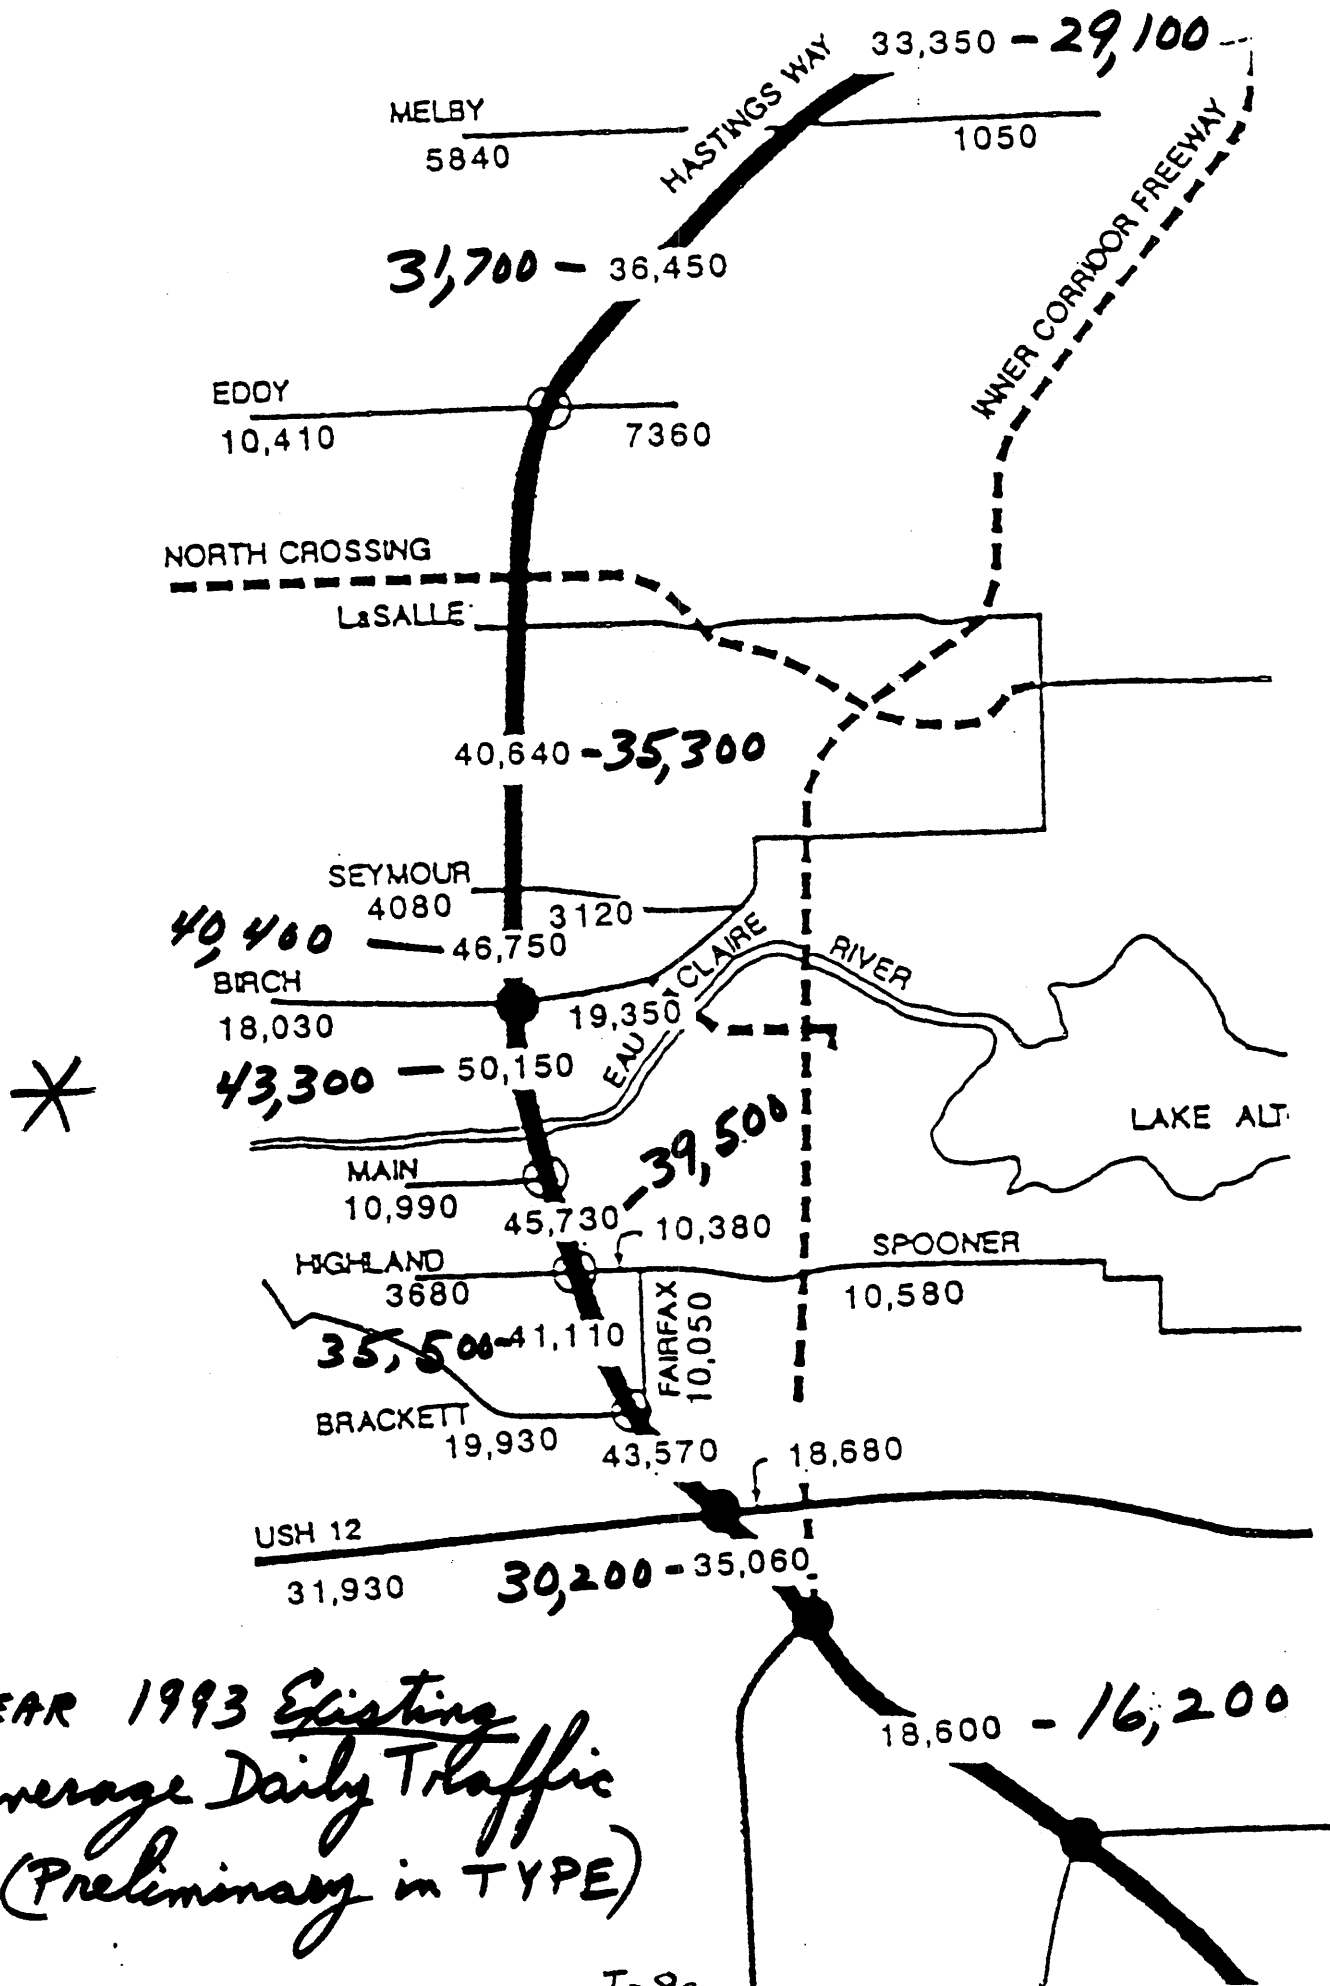 33,350 - 29,100
HASTINGS WAY
MELBY
5840
1050
INNER CORRIDOR FREEWAY
31,700 - 36,450
EDDY
10,410
7360
NORTH CROSSING
LaSALLE
40,640 - 35,300
SEYMOUR
4080
3120
40,400 — 46,750
BIRCH
18,030
19,350
EAU CLAIRE RIVER
43,300 — 50,150
LAKE ALT
MAIN
10,990
45,730 - 39,500
10,380
HIGHLAND
3680
SPOONER
10,580
FAIRFAX
10,050
35,500 - 41,110
BRACKETT
19,930
43,570
18,680
USH 12
31,930
30,200 - 35,060
18,600 - 16,200
EAR 1993 Existing
verage Daily Traffic
(Preliminary in TYPE)